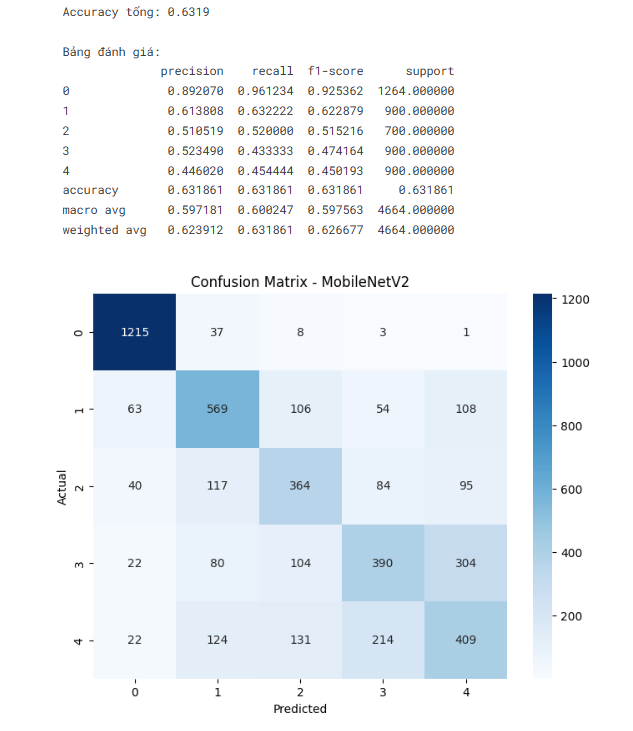 Accuracy tổng: 0.6319
Bảng đánh giá:
precision recall f1-score support
0 0.892070 0.961234 0.925362 1264.000000
1 0.613808 0.632222 0.622879 900.000000
2 0.510519 0.520000 0.515216 700.000000
3 0.523490 0.433333 0.474164 900.000000
4 0.446020 0.454444 0.450193 900.000000
accuracy 0.631861 0.631861 0.631861 0.631861
macro avg 0.597181 0.600247 0.597563 4664.000000
weighted avg 0.623912 0.631861 0.626677 4664.000000
Confusion Matrix - MobileNetV2
0 1215 37 8 3 1
1 63 569 106 54 108
2 40 117 364 84 95
3 22 80 104 390 304
4 22 124 131 214 409
0 1 2 3 4
Actual
Predicted
1200
1000
800
600
400
200